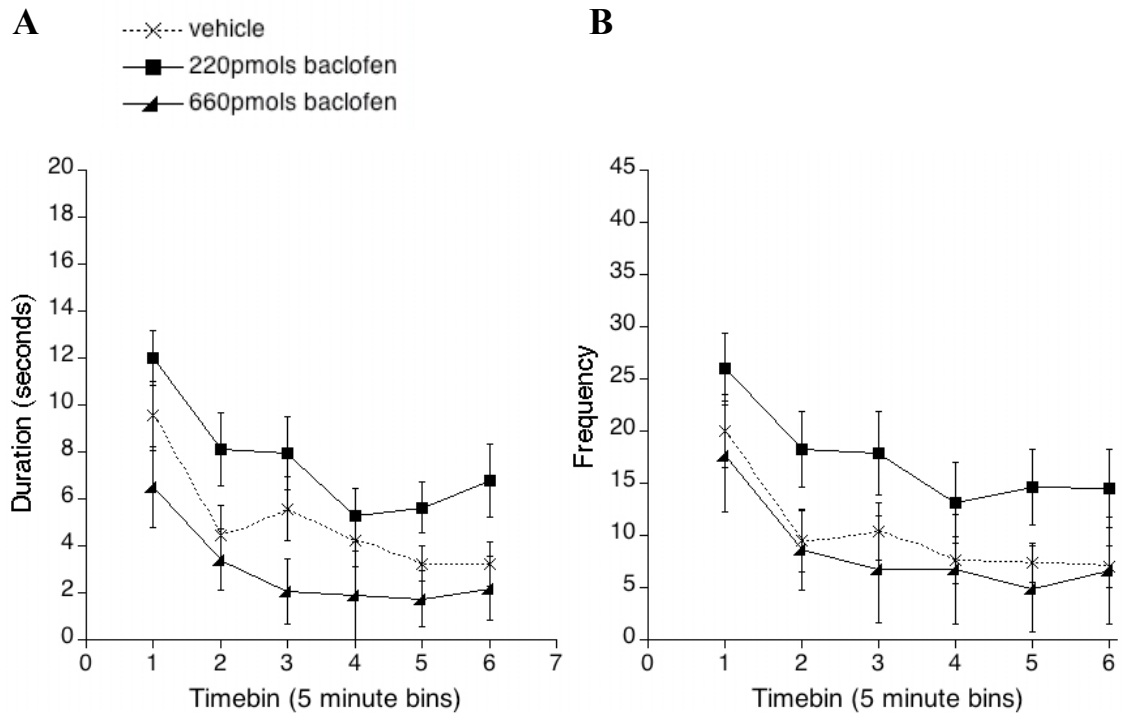 A
vehicle
220pmols baclofen
660pmols baclofen
20
18
16
14
12
10
8
6
4
2
0
Duration (seconds)
0 1 2 3 4 5 6 7
Timebin (5 minute bins)
B
45
40
35
30
25
20
15
10
5
0
Frequency
0 1 2 3 4 5 6
Timebin (5 minute bins)